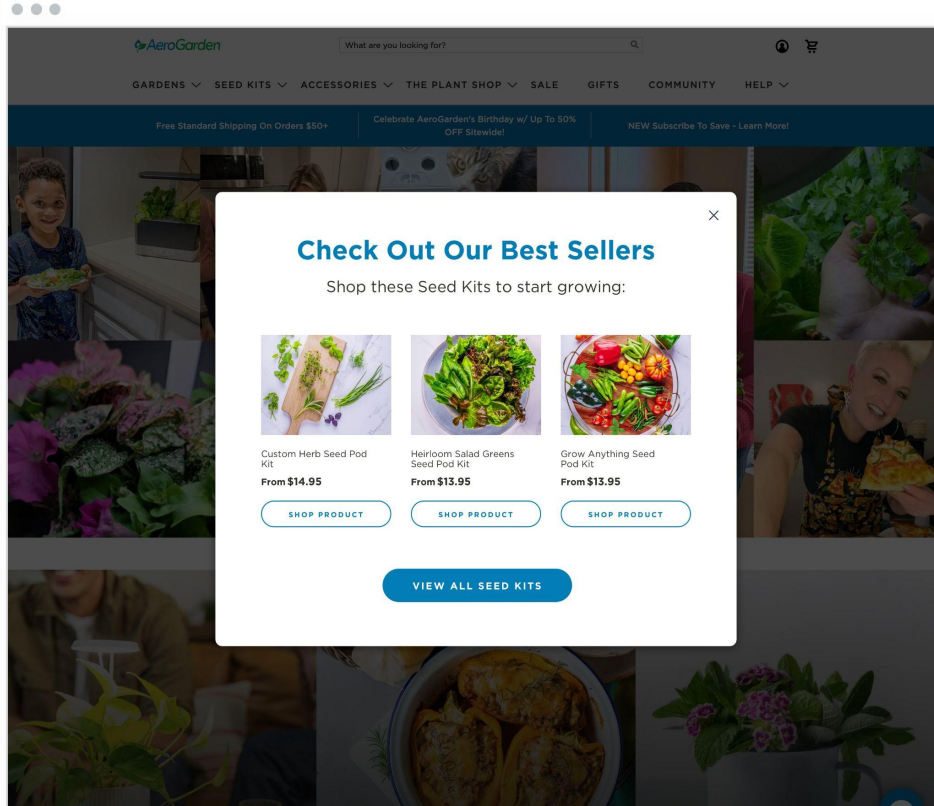 AeroGarden
What are you looking for?
GARDENS SEED KITS ACCESSORIES THE PLANT SHOP SALE GIFTS COMMUNITY HELP
Free Standard Shipping On Orders $50+
Celebrate AeroGarden's Birthday w/ Up To 50%
OFF Sitewide!
NEW Subscribe To Save - Learn More!
Check Out Our Best Sellers
Shop these Seed Kits to start growing:
Custom Herb Seed Pod
Kit
From $14.95
SHOP PRODUCT
Heirloom Salad Greens
Seed Pod Kit
From $13.95
SHOP PRODUCT
Grow Anything Seed
Pod Kit
From $13.95
SHOP PRODUCT
VIEW ALL SEED KITS